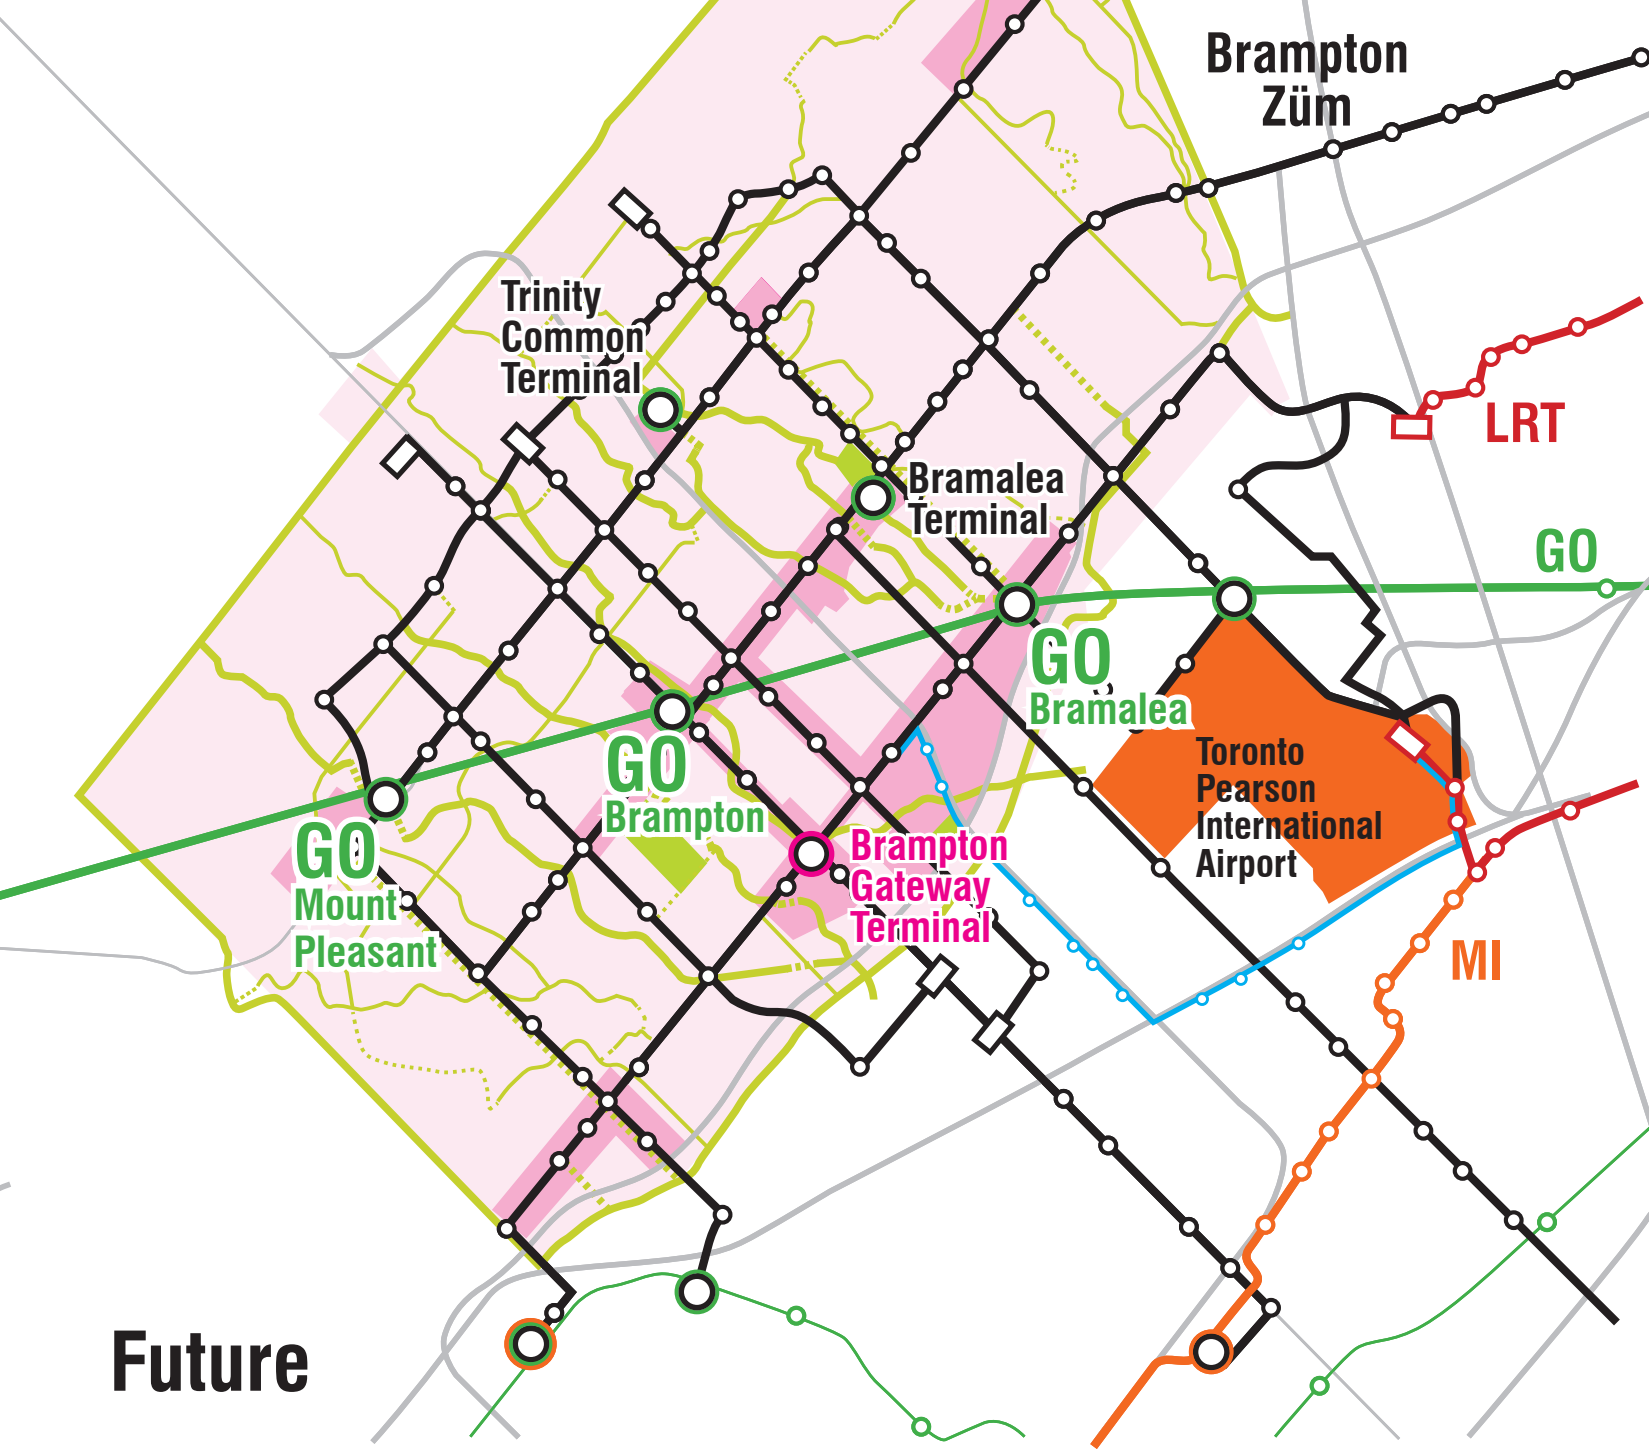 Brampton
Züm
Trinity
Common
Terminal
LRT
Bramalea
Terminal
GO
GO
Bramalea
GO
Brampton
Toronto
Pearson
International
Airport
GO
Mount
Pleasant
Brampton
Gateway
Terminal
MI
Future